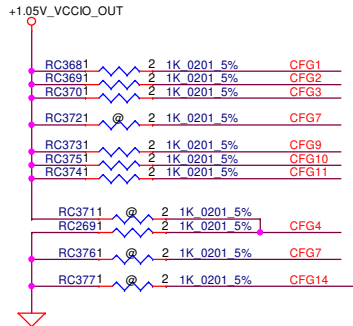 +1.05V_VCCIO_OUT
RC368 1 2 1K_0201_5% CFG1
RC369 1 2 1K_0201_5% CFG2
RC370 1 2 1K_0201_5% CFG3
RC372 1 @ 2 1K_0201_5% CFG7
RC373 1 2 1K_0201_5% CFG9
RC375 1 2 1K_0201_5% CFG10
RC374 1 2 1K_0201_5% CFG11
RC371 1 @ 2 1K_0201_5%
RC269 1 2 1K_0201_5% CFG4
RC376 1 @ 2 1K_0201_5% CFG7
RC377 1 @ 2 1K_0201_5% CFG14